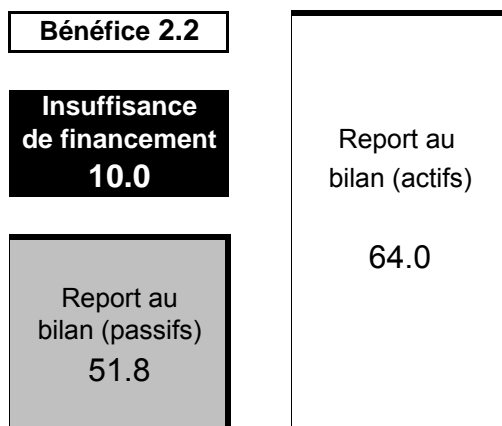 Bénéfice 2.2
Insuffisance
de financement
10.0
Report au
bilan (passifs)
51.8
Report au
bilan (actifs)
64.0